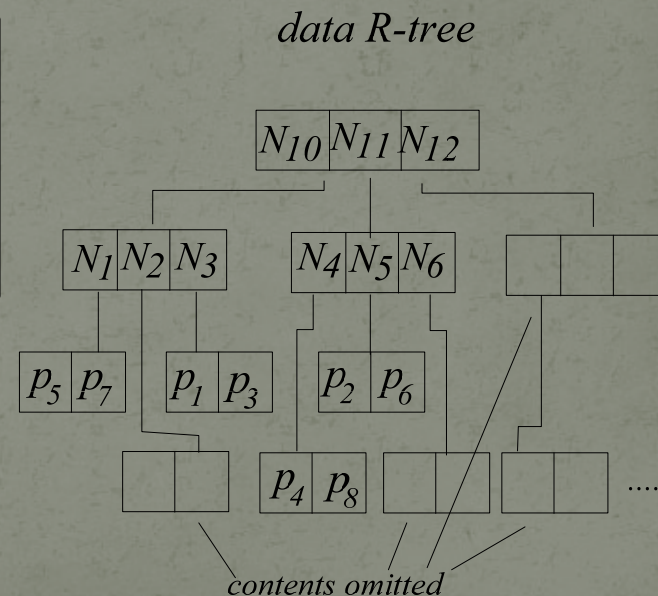 data R-tree
N10 N11 N12
N1 N2 N3 N4 N5 N6
p5 p7 p1 p3 p2 p6
p4 p8 ....
contents omitted